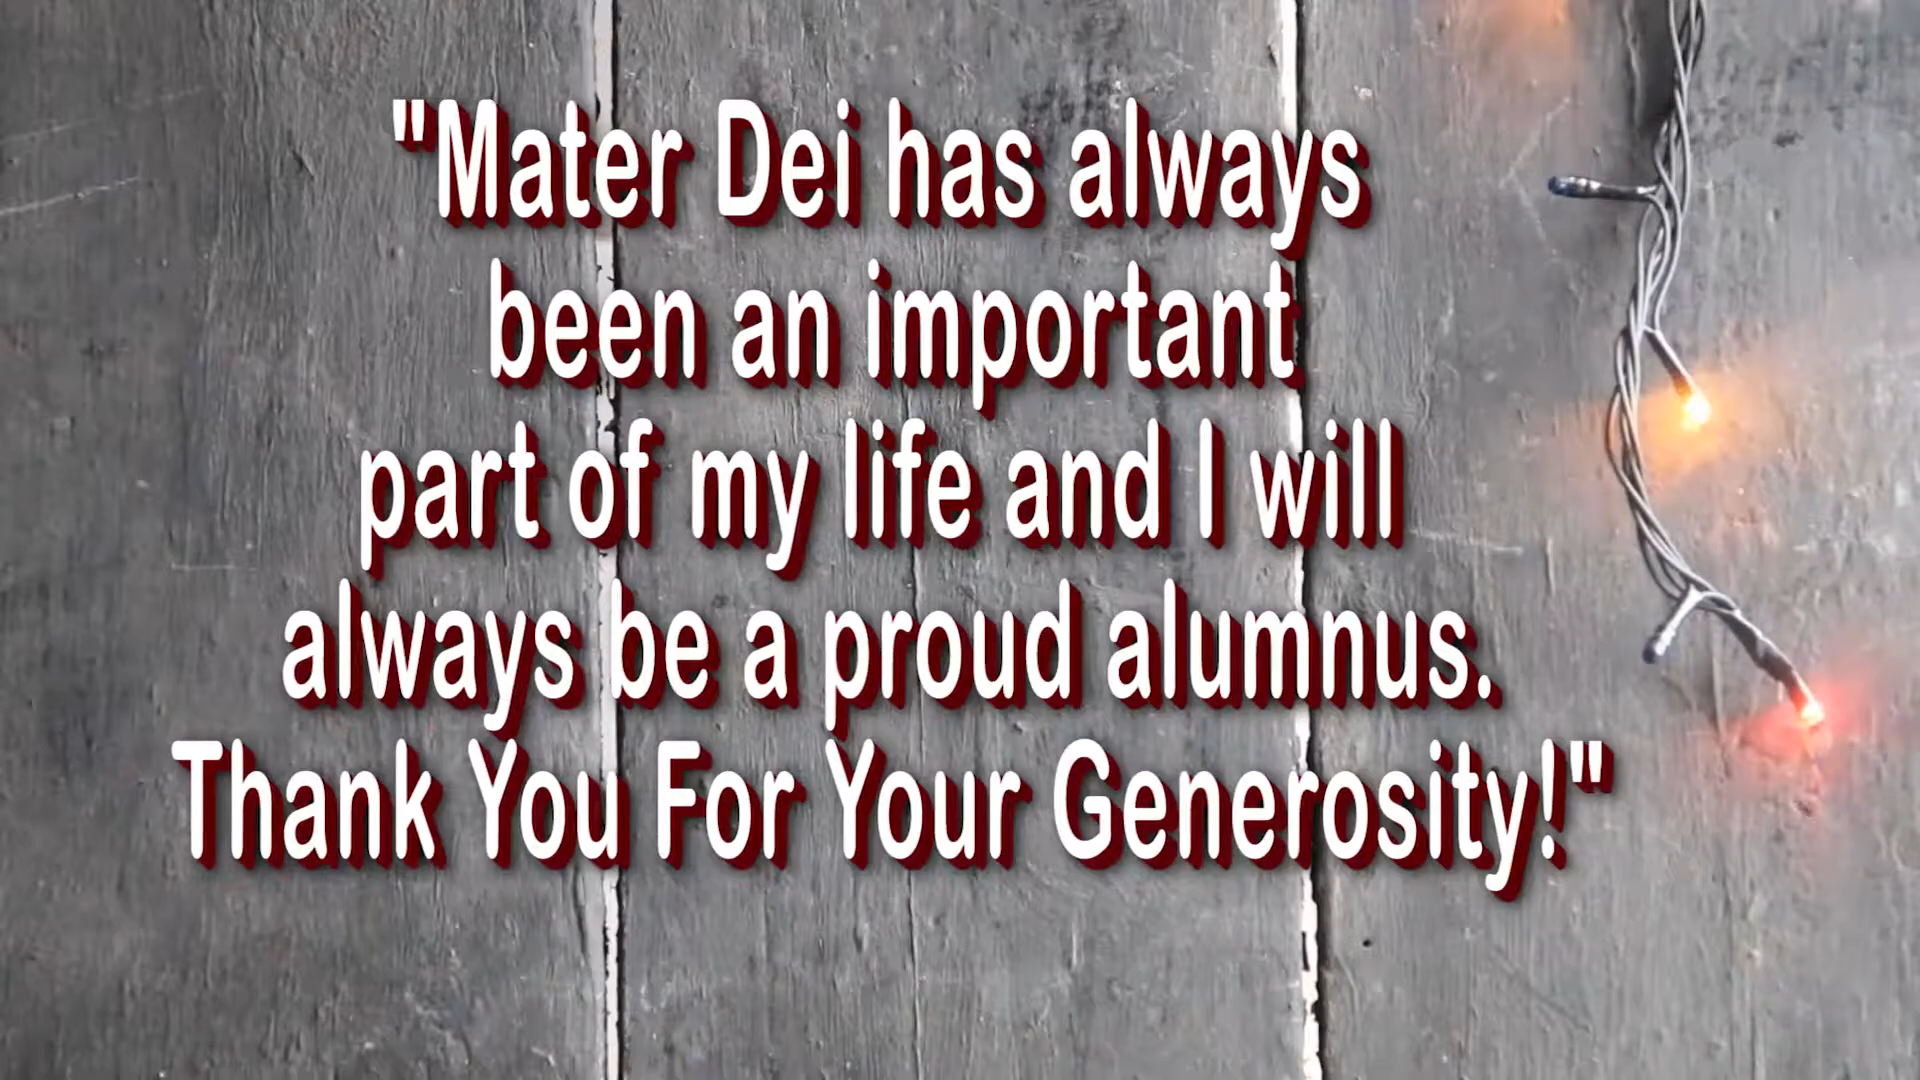 "Mater Dei has always
been an important
part of my life and I will
always be a proud alumnus.
Thank You For Your Generosity!"